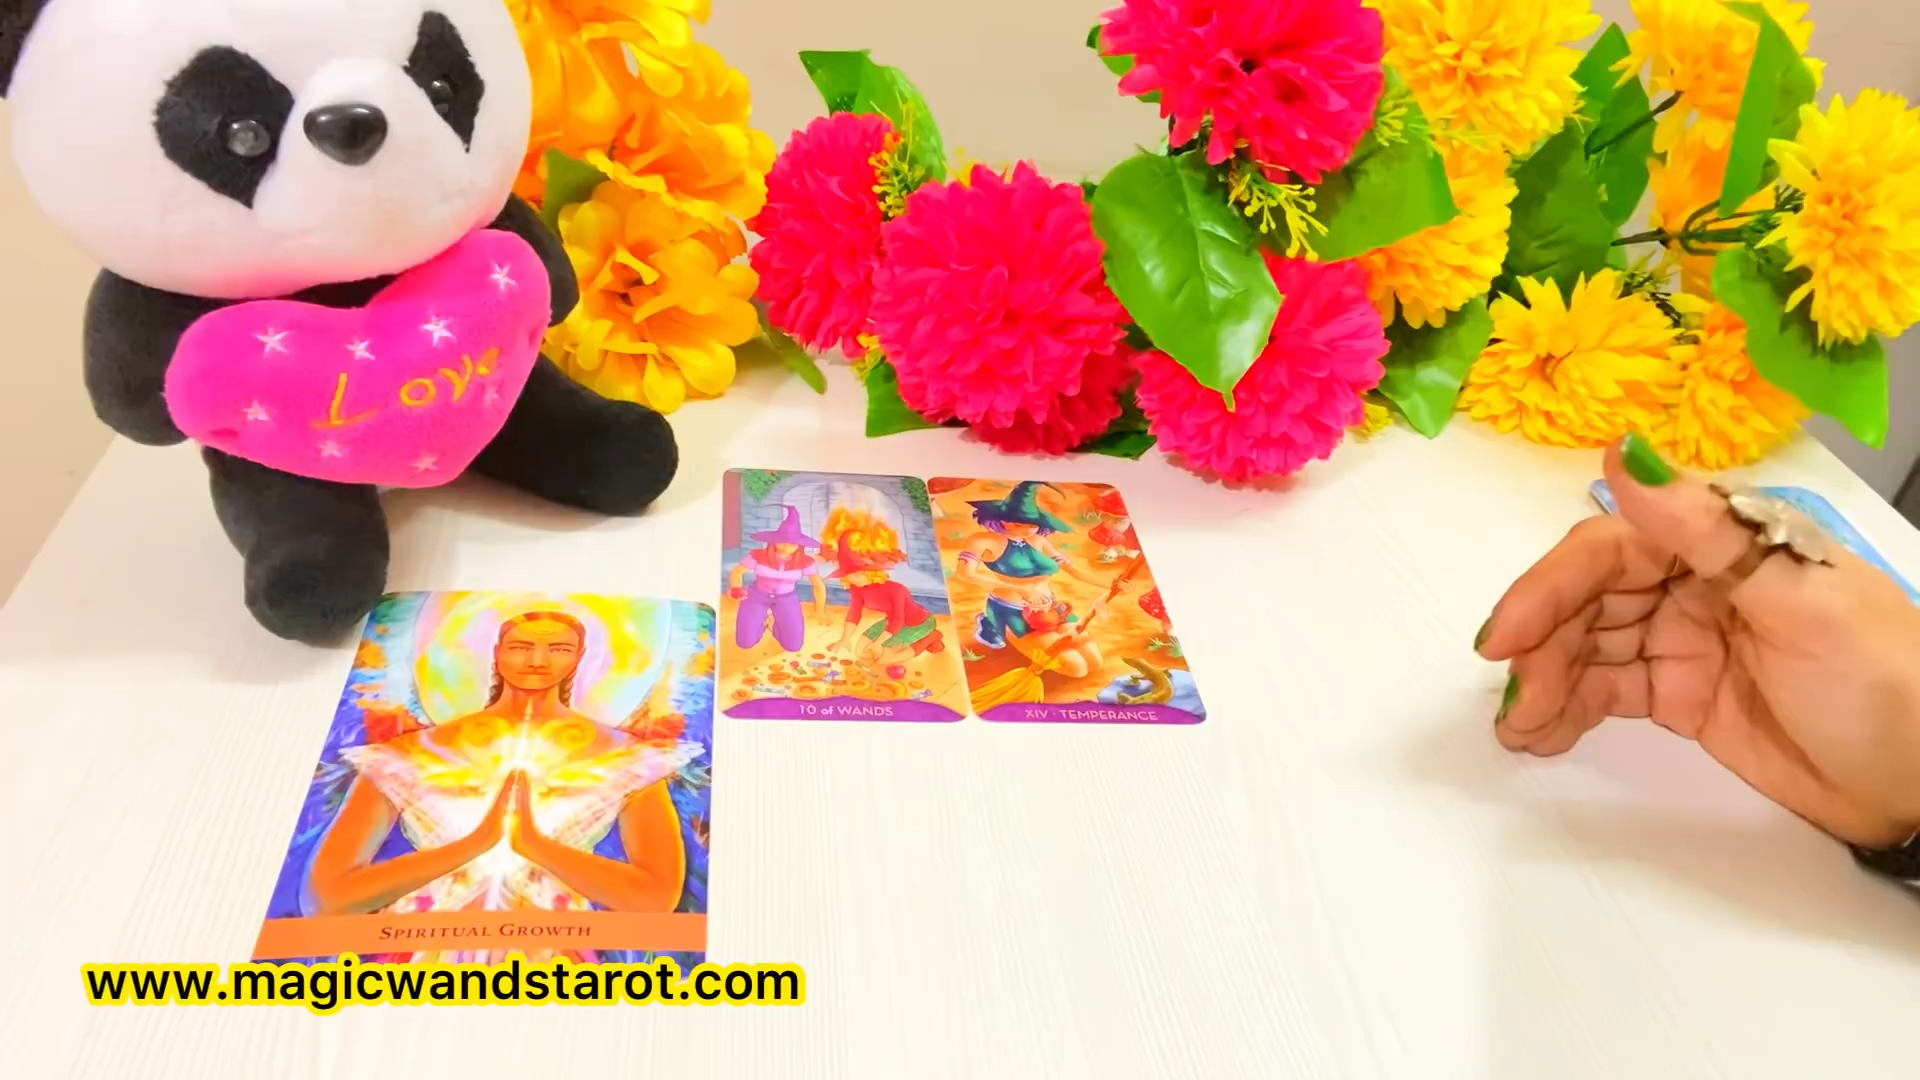 Love
10 of WANDS
XIV · TEMPERANCE
SPIRITUAL GROWTH
www.magicwandstarot.com